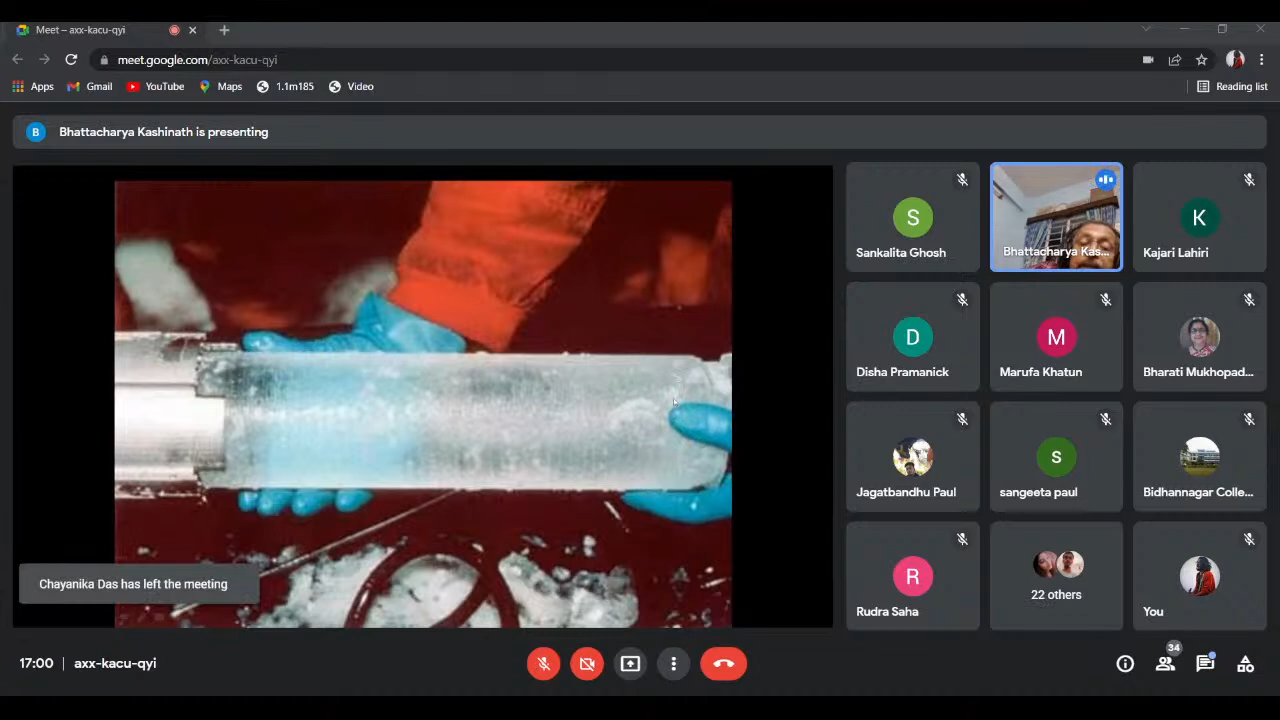 Meet – axx-kacu-qyi
meet.google.com/axx-kacu-qyi
Apps Gmail YouTube Maps 1.1m185 Video Reading list
B Bhattacharya Kashinath is presenting
S
Sankalita Ghosh
Bhattacharya Kas...
K
Kajari Lahiri
D
Disha Pramanick
M
Marufa Khatun
Bharati Mukhopad...
Jagatbandhu Paul
s
sangeeta paul
Bidhannagar Colle...
R
Rudra Saha
22 others
You
Chayanika Das has left the meeting
17:00 | axx-kacu-qyi
34